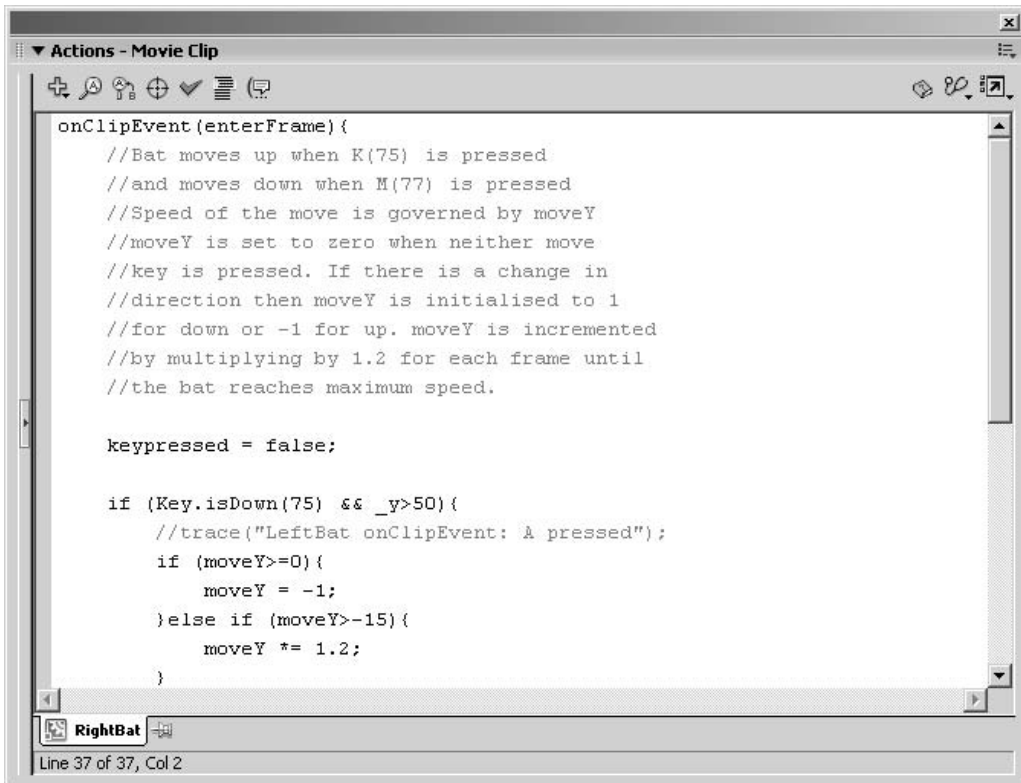 Actions - Movie Clip
onClipEvent(enterFrame){
    //Bat moves up when K(75) is pressed
    //and moves down when M(77) is pressed
    //Speed of the move is governed by moveY
    //moveY is set to zero when neither move
    //key is pressed. If there is a change in
    //direction then moveY is initialised to 1
    //for down or -1 for up. moveY is incremented
    //by multiplying by 1.2 for each frame until
    //the bat reaches maximum speed.
    keypressed = false;
    if (Key.isDown(75) && _y>50){
        //trace("LeftBat onClipEvent: A pressed");
        if (moveY>=0){
            moveY = -1;
        }else if (moveY>-15){
            moveY *= 1.2;
        }
RightBat
Line 37 of 37, Col 2